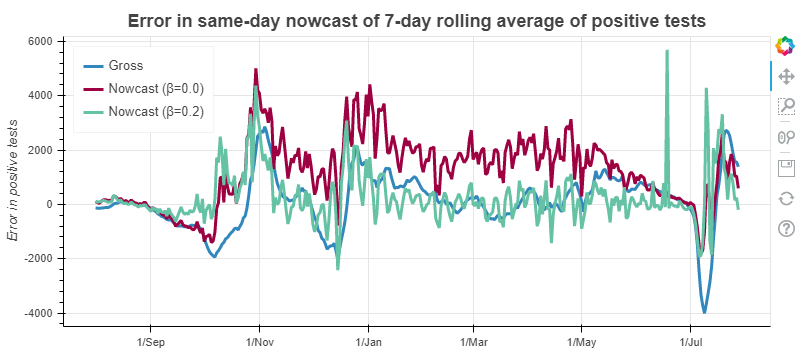 Error in same-day nowcast of 7-day rolling average of positive tests
Error in positive tests
6000
4000
2000
0
-2000
-4000
Gross
Nowcast (β=0.0)
Nowcast (β=0.2)
1/Sep
1/Nov
1/Jan
1/Mar
1/May
1/Jul